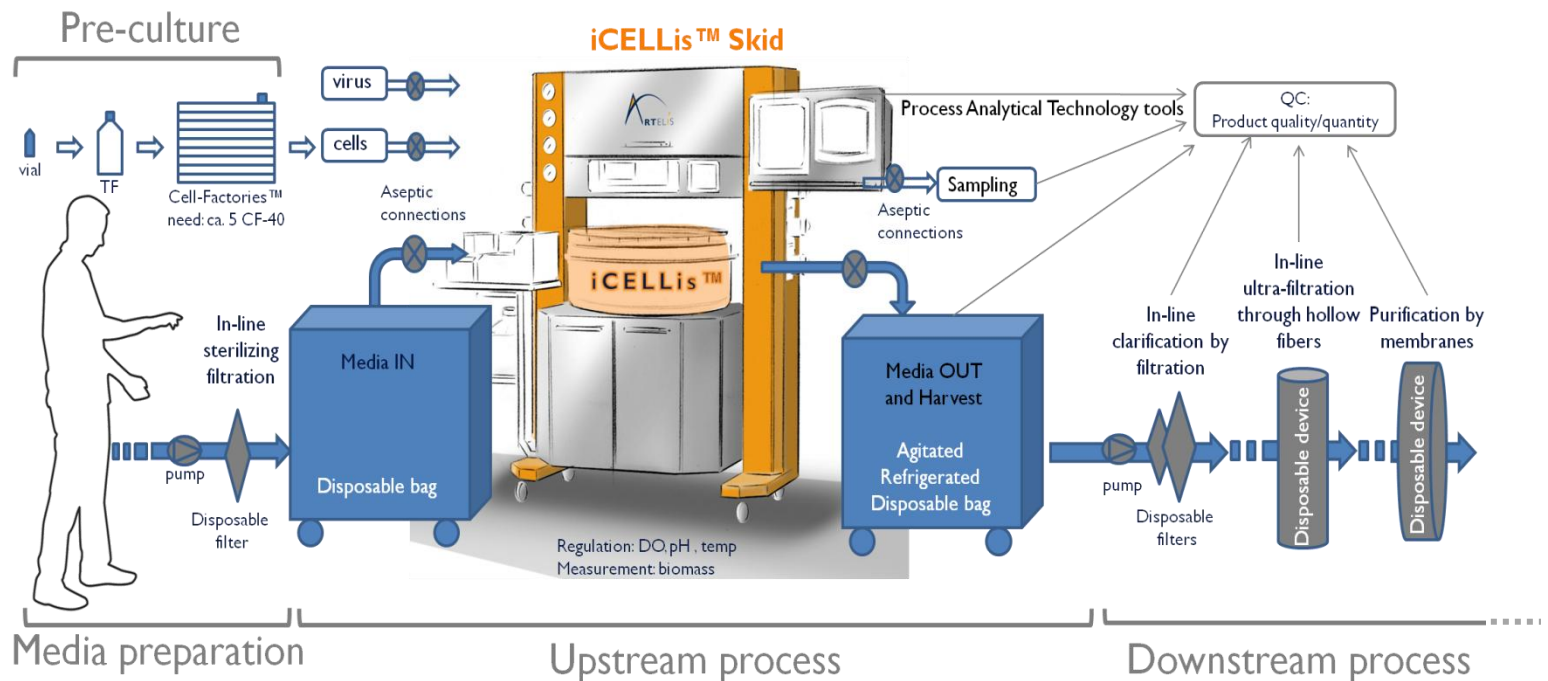 Pre-culture
iCELLis™ Skid
virus
cells
vial
TF
Cell-Factories™
need: ca. 5 CF-40
Aseptic
connections
ARTELIS
Process Analytical Technology tools
QC:
Product quality/quantity
Sampling
Aseptic
connections
iCELLis™
In-line
sterilizing
filtration
Media IN
Disposable bag
pump
Disposable
filter
Media OUT
and Harvest
Agitated
Refrigerated
Disposable bag
Regulation: DO, pH , temp
Measurement: biomass
In-line
clarification by
filtration
In-line
ultra-filtration
through hollow
fibers
Purification by
membranes
pump
Disposable
filters
Disposable device
Disposable device
Media preparation
Upstream process
Downstream process